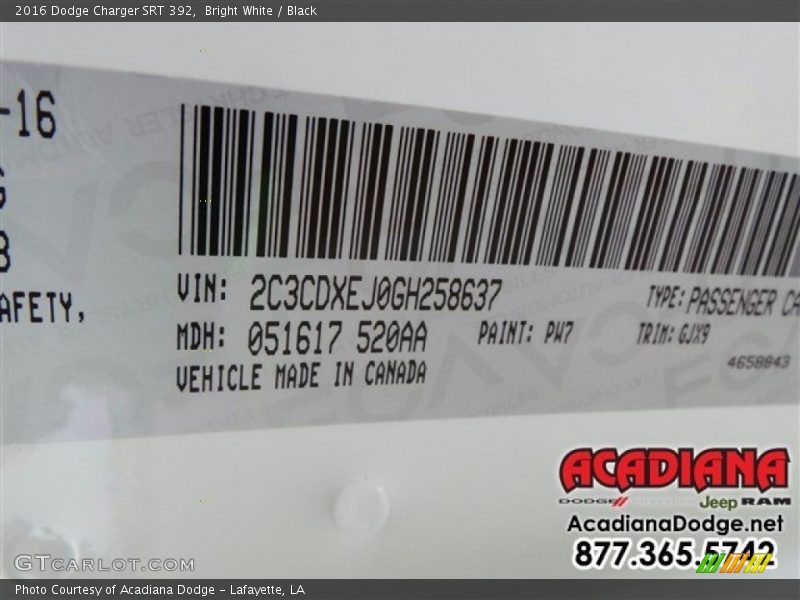 2016 Dodge Charger SRT 392,  Bright White / Black
-16
AFETY,
VIN: 2C3CDXEJ0GH258637
TYPE: PASSENGER CA
MDH: 051617 520AA
PAINT: PW7
TRIM: GJX9
VEHICLE MADE IN CANADA
4658843
ACADIANA
DODGE
Jeep RAM
AcadianaDodge.net
877.365.5742
GTCARLOT.COM
Photo Courtesy of Acadiana Dodge - Lafayette, LA